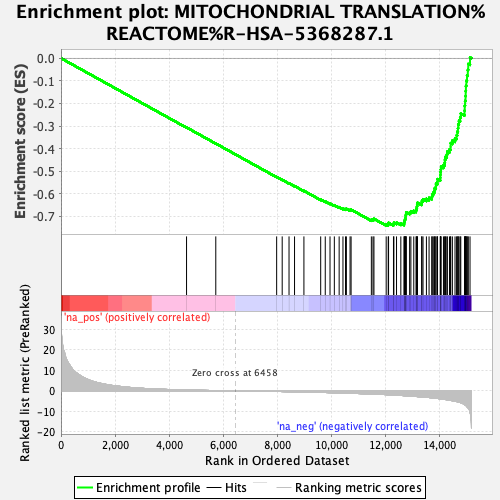 Enrichment plot: MITOCHONDRIAL TRANSLATION%
REACTOME%R-HSA-5368287.1
Enrichment score (ES)
0.0
-0.1
-0.2
-0.3
-0.4
-0.5
-0.6
-0.7
'na_pos' (positively correlated)
Ranked list metric (PreRanked)
30
20
10
0
-10
-20
Zero cross at 6458
'na_neg' (negatively correlated)
0 2,000 4,000 6,000 8,000 10,000 12,000 14,000
Rank in Ordered Dataset
Enrichment profile Hits Ranking metric scores